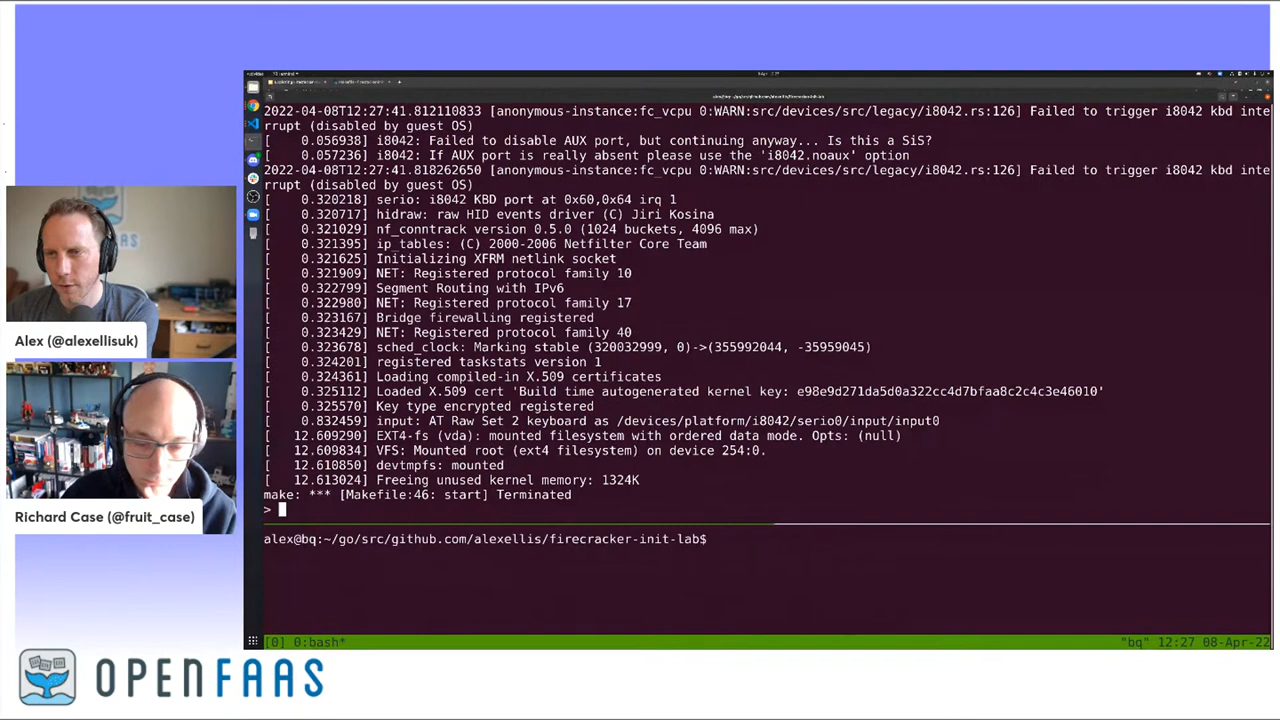 2022-04-08T12:27:41.812110833 [anonymous-instance:fc_vcpu 0:WARN:src/devices/src/legacy/i8042.rs:126] Failed to trigger i8042 kbd inte
rrupt (disabled by guest OS)
[    0.056938] i8042: Failed to disable AUX port, but continuing anyway... Is this a SiS?
[    0.057236] i8042: If AUX port is really absent please use the 'i8042.noaux' option
2022-04-08T12:27:41.818262650 [anonymous-instance:fc_vcpu 0:WARN:src/devices/src/legacy/i8042.rs:126] Failed to trigger i8042 kbd inte
rrupt (disabled by guest OS)
[    0.320218] serio: i8042 KBD port at 0x60,0x64 irq 1
[    0.320717] hidraw: raw HID events driver (C) Jiri Kosina
[    0.321029] nf_conntrack version 0.5.0 (1024 buckets, 4096 max)
[    0.321395] ip_tables: (C) 2000-2006 Netfilter Core Team
[    0.321625] Initializing XFRM netlink socket
[    0.321909] NET: Registered protocol family 10
[    0.322799] Segment Routing with IPv6
[    0.322980] NET: Registered protocol family 17
[    0.323167] Bridge firewalling registered
[    0.323429] NET: Registered protocol family 40
[    0.323678] sched_clock: Marking stable (320032999, 0)->(355992044, -35959045)
[    0.324201] registered taskstats version 1
[    0.324361] Loading compiled-in X.509 certificates
[    0.325112] Loaded X.509 cert 'Build time autogenerated kernel key: e98e9d271da5d0a322cc4d7bfaa8c2c4c3e46010'
[    0.325570] Key type encrypted registered
[    0.832459] input: AT Raw Set 2 keyboard as /devices/platform/i8042/serio0/input/input0
[   12.609290] EXT4-fs (vda): mounted filesystem with ordered data mode. Opts: (null)
[   12.609834] VFS: Mounted root (ext4 filesystem) on device 254:0.
[   12.610850] devtmpfs: mounted
[   12.613024] Freeing unused kernel memory: 1324K
make: *** [Makefile:46: start] Terminated
>
alex@bq:~/go/src/github.com/alexellis/firecracker-init-lab$
[0] 0:bash*
"bq" 12:27 08-Apr-22
Alex (@alexellisuk)
Richard Case (@fruit_case)
OPENFAAS